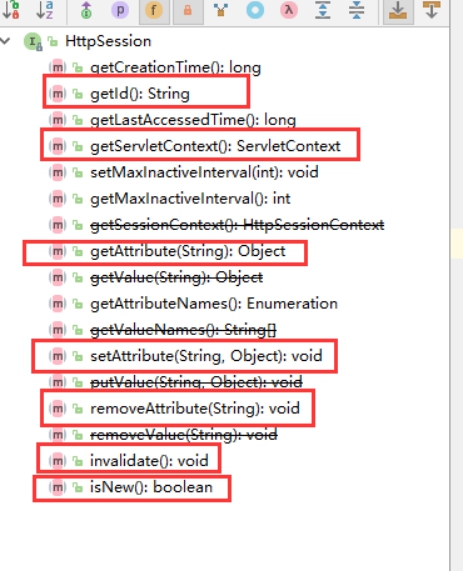 HttpSession
getCreationTime(): long
getId(): String
getLastAccessedTime(): long
getServletContext(): ServletContext
setMaxInactiveInterval(int): void
getMaxInactiveInterval(): int
getSessionContext(): HttpSessionContext
getAttribute(String): Object
getValue(String): Object
getAttributeNames(): Enumeration
getValueNames(): String[]
setAttribute(String, Object): void
putValue(String, Object): void
removeAttribute(String): void
removeValue(String): void
invalidate(): void
isNew(): boolean